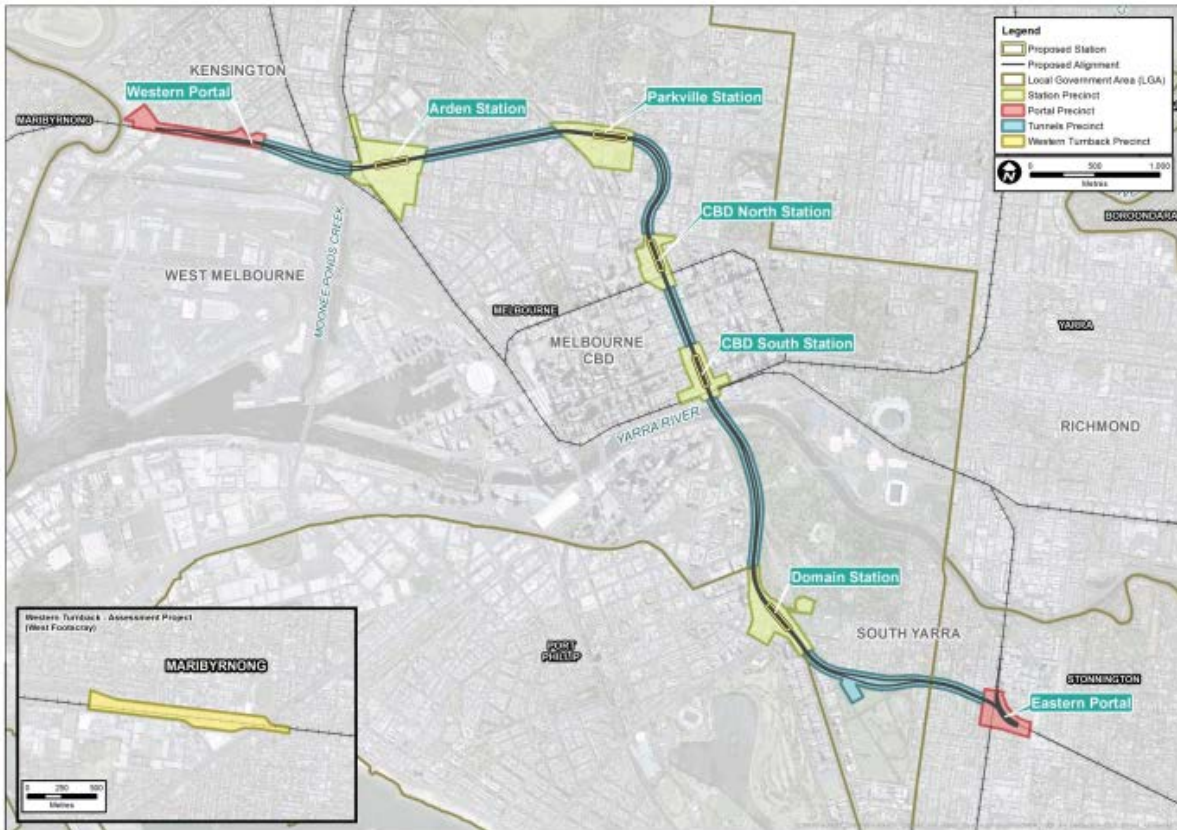 Legend
Proposed Station
Proposed Alignment
Local Government Area (LGA)
Station Precinct
Portal Precinct
Tunnels Precinct
Western Turnback Precinct
N
0 500 1,000
Metres
KENSINGTON
Western Portal
MARIBYRNONG
Arden Station
Parkville Station
BOROONDARA
CBD North Station
WEST MELBOURNE
MOONEE PONDS CREEK
MELBOURNE
MELBOURNE
CBD
YARRA
CBD South Station
YARRA RIVER
RICHMOND
Domain Station
SOUTH YARRA
PORT
PHILLIP
STONNINGTON
Eastern Portal
Western Turnback - Assessment Project
(West Footscray)
MARIBYRNONG
0 250 500
Metres